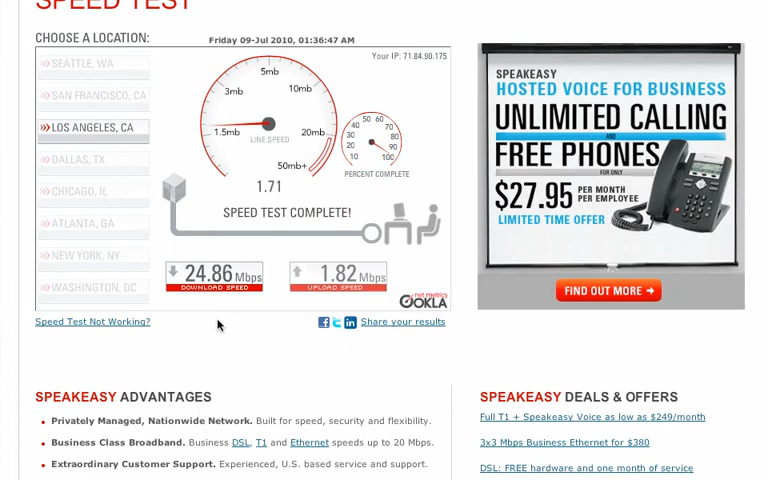 SPEED TEST
CHOOSE A LOCATION:
Friday 09-Jul 2010, 01:36:47 AM
Your IP: 71.84.90.175
SEATTLE, WA
SAN FRANCISCO, CA
LOS ANGELES, CA
DALLAS, TX
CHICAGO, IL
ATLANTA, GA
NEW YORK, NY
WASHINGTON, DC
5mb
3mb
10mb
1.5mb
20mb
LINE SPEED
50mb+
1.71
50
60
40
70
30
80
20
90
10
100
PERCENT COMPLETE
SPEED TEST COMPLETE!
24.86 Mbps
DOWNLOAD SPEED
1.82 Mbps
UPLOAD SPEED
net metrics
OOKLA
Speed Test Not Working?
Share your results
SPEAKEASY
HOSTED VOICE FOR BUSINESS
UNLIMITED CALLING
AND
FREE PHONES
FOR ONLY
$27.95 PER MONTH
PER EMPLOYEE
LIMITED TIME OFFER
FIND OUT MORE
SPEAKEASY ADVANTAGES
• Privately Managed, Nationwide Network. Built for speed, security and flexibility.
• Business Class Broadband. Business DSL, T1 and Ethernet speeds up to 20 Mbps.
• Extraordinary Customer Support. Experienced, U.S. based service and support.
SPEAKEASY DEALS & OFFERS
Full T1 + Speakeasy Voice as low as $249/month
3x3 Mbps Business Ethernet for $380
DSL: FREE hardware and one month of service